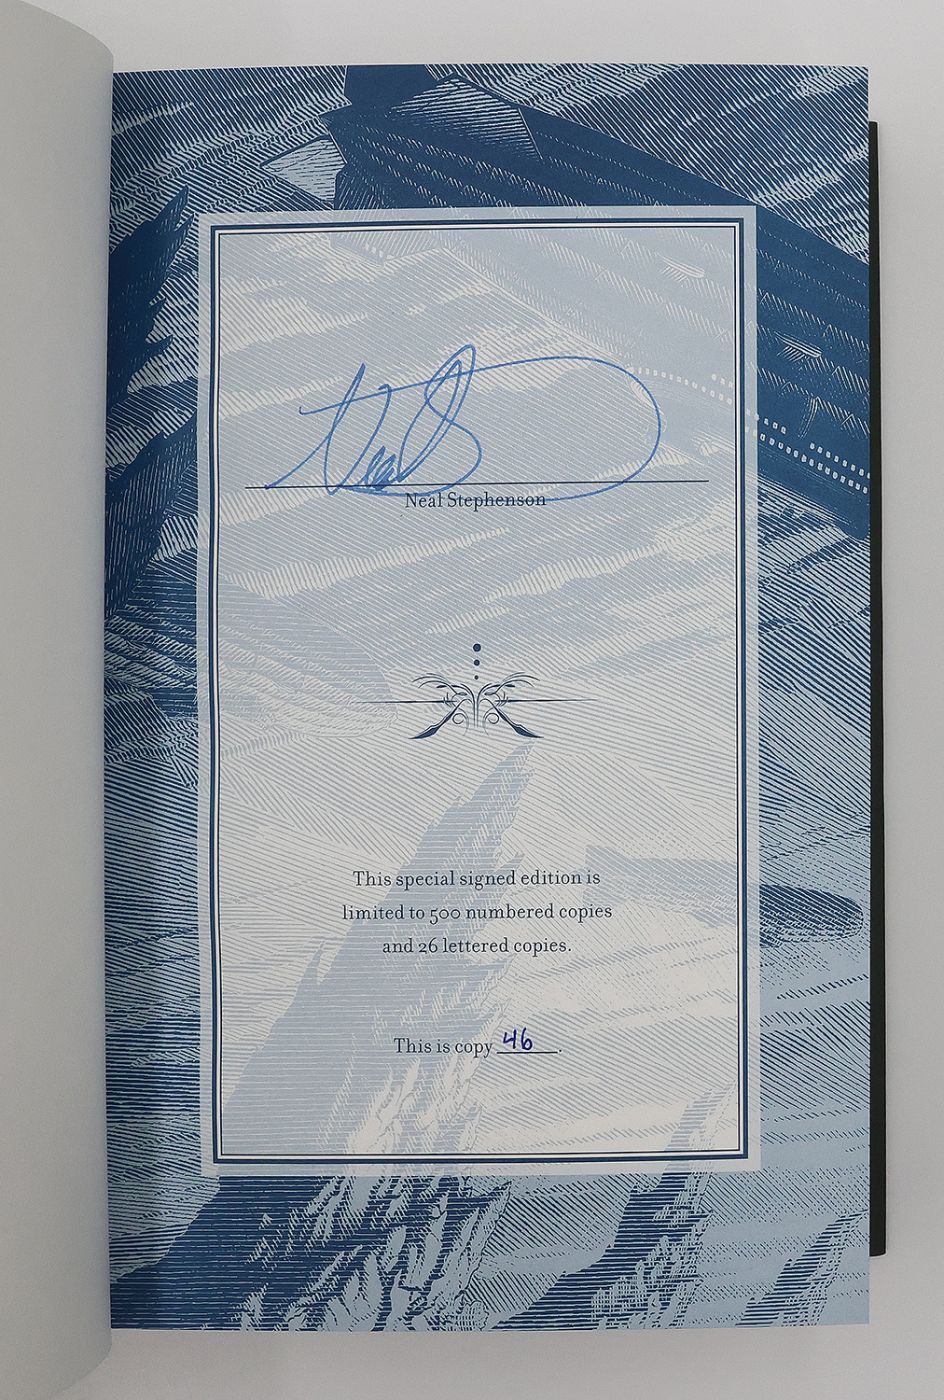 Neal S
Neal Stephenson
This special signed edition is
limited to 500 numbered copies
and 26 lettered copies.
This is copy 46.